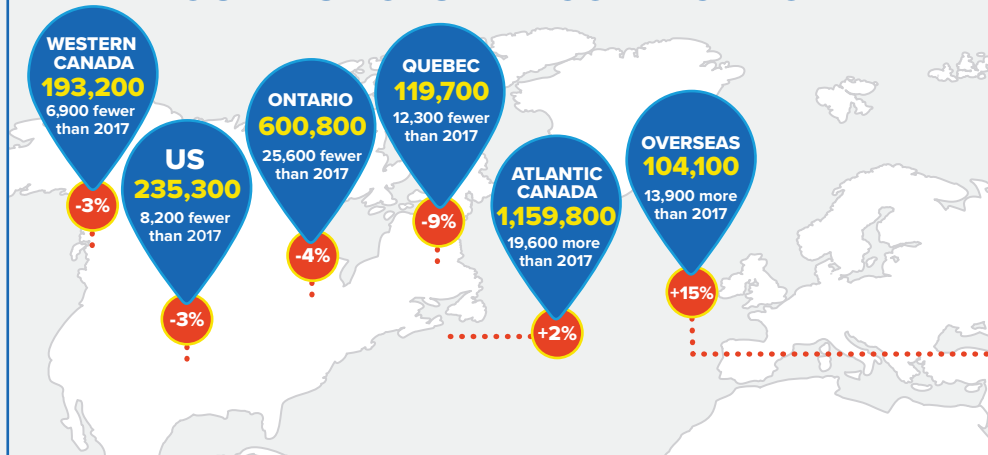 WESTERN
CANADA
193,200
6,900 fewer
than 2017
-3%
US
235,300
8,200 fewer
than 2017
-3%
ONTARIO
600,800
25,600 fewer
than 2017
-4%
QUEBEC
119,700
12,300 fewer
than 2017
-9%
ATLANTIC
CANADA
1,159,800
19,600 more
than 2017
+2%
OVERSEAS
104,100
13,900 more
than 2017
+15%